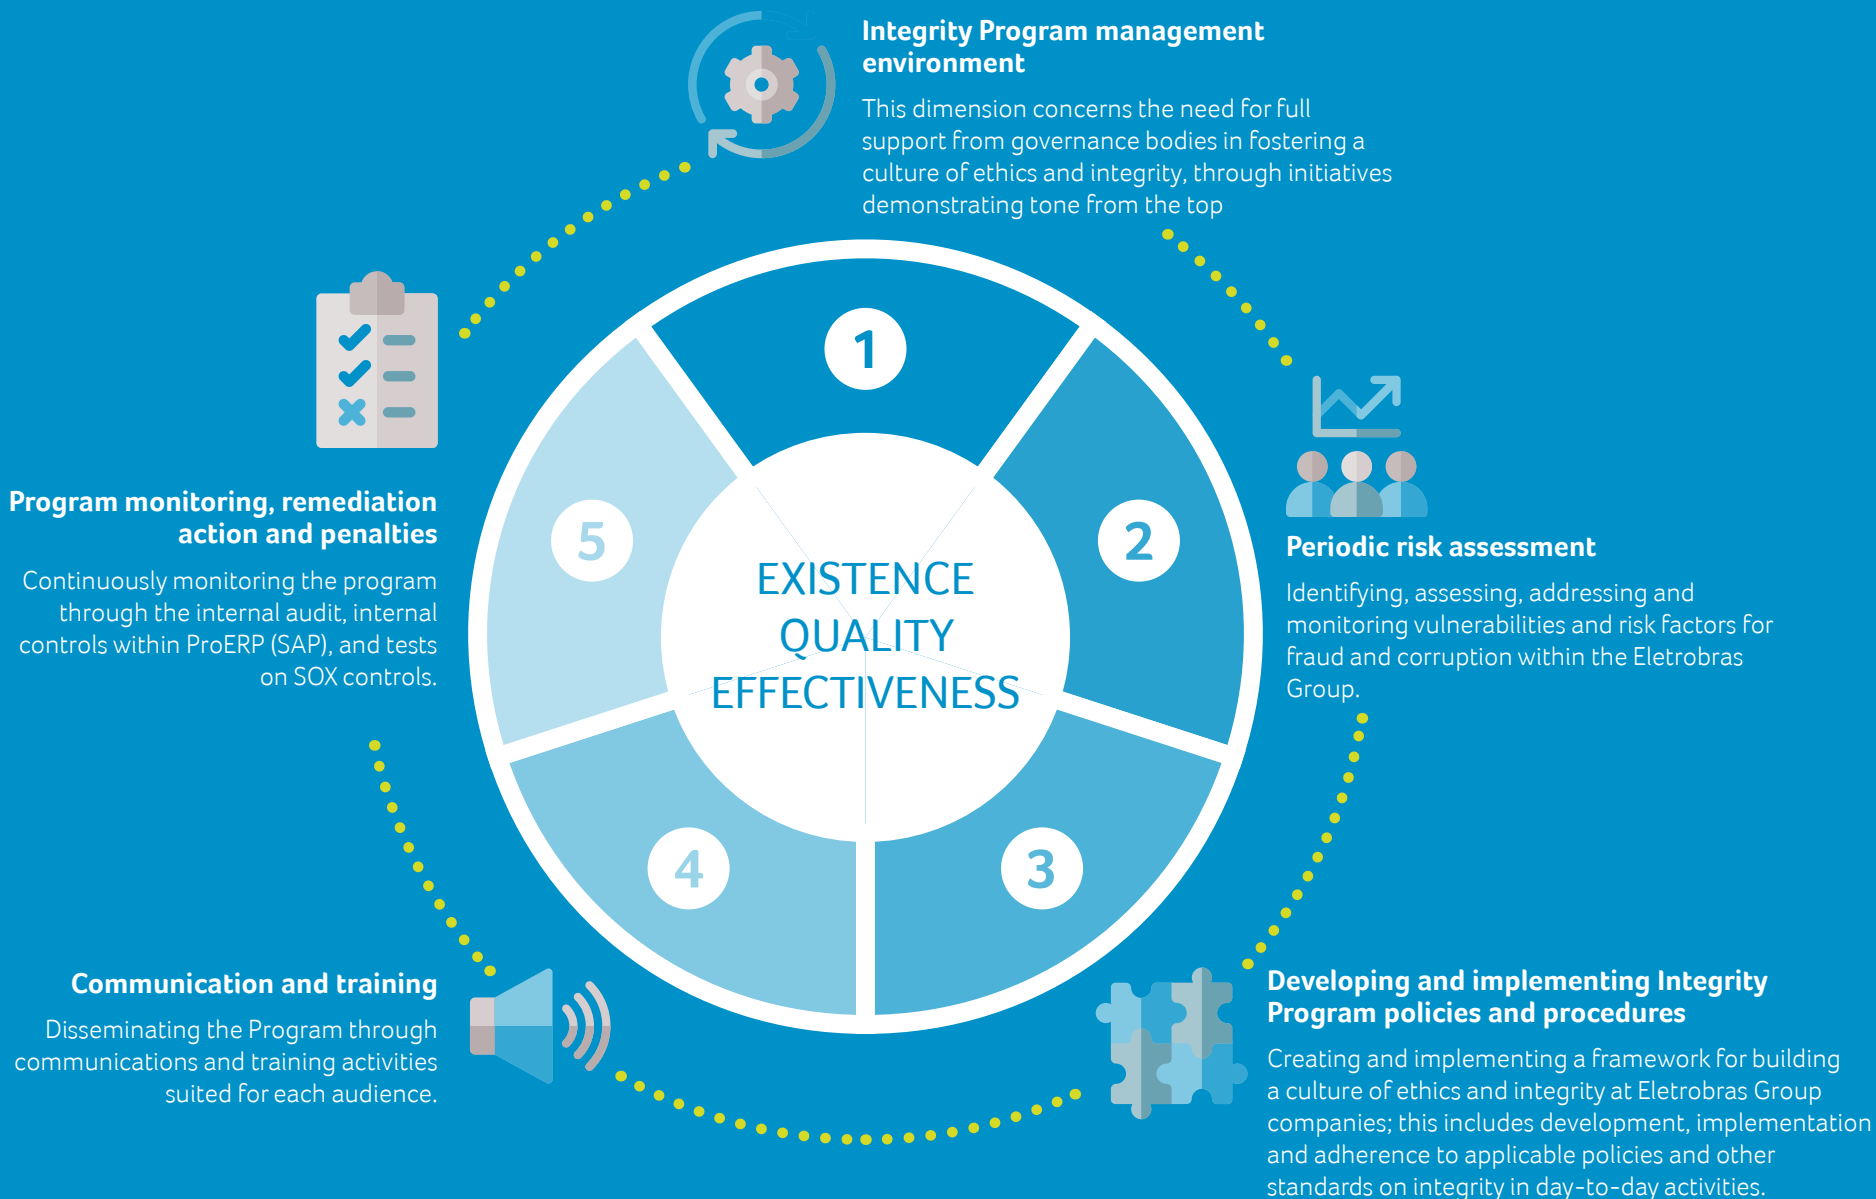 Integrity Program management
environment
This dimension concerns the need for full
support from governance bodies in fostering a
culture of ethics and integrity, through initiatives
demonstrating tone from the top
1
2
Periodic risk assessment
Identifying, assessing, addressing and
monitoring vulnerabilities and risk factors for
fraud and corruption within the Eletrobras
Group.
3
Developing and implementing Integrity
Program policies and procedures
Creating and implementing a framework for building
a culture of ethics and integrity at Eletrobras Group
companies; this includes development, implementation
and adherence to applicable policies and other
standards on integrity in day-to-day activities.
4
Communication and training
Disseminating the Program through
communications and training activities
suited for each audience.
5
Program monitoring, remediation
action and penalties
Continuously monitoring the program
through the internal audit, internal
controls within ProERP (SAP), and tests
on SOX controls.
EXISTENCE
QUALITY
EFFECTIVENESS